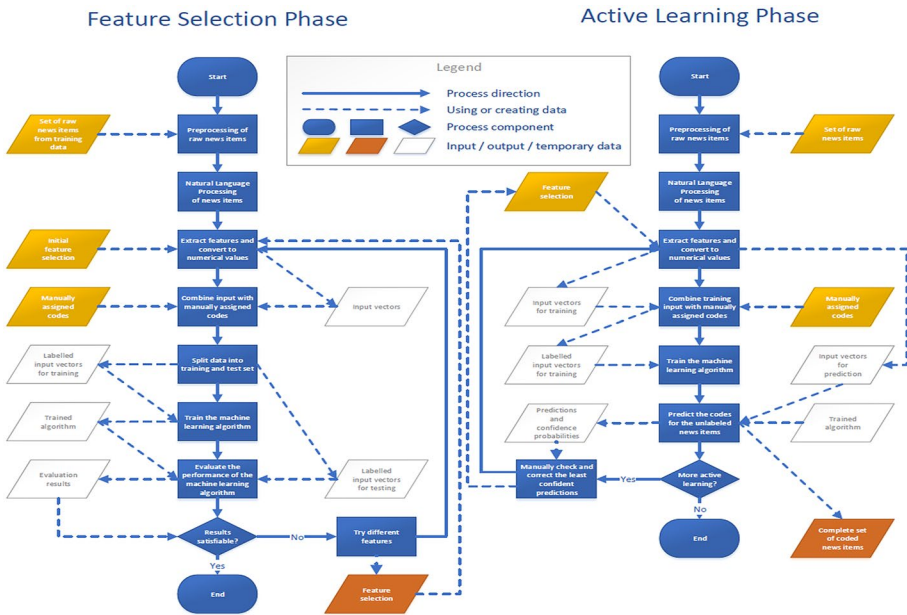 Feature Selection Phase
Active Learning Phase
Legend
Process direction
Using or creating data
Process component
Input / output / temporary data
Start
Set of raw
news items
from training
data
Preprocessing of
raw news items
Natural Language
Processing
of news items
Initial
feature
selection
Extract features and
convert to
numerical values
Manually
assigned
codes
Combine input with
manually assigned
codes
Input vectors
Labelled
input vectors
for training
Split data into
training and test set
Trained
algorithm
Train the machine
learning algorithm
Evaluation
results
Evaluate the
performance of the
machine learning
algorithm
Labelled
input vectors
for testing
Results
satisfiable?
No
Try different
features
Yes
End
Feature
selection
Start
Preprocessing of
raw news items
Set of raw
news items
Natural Language
Processing
of news items
Feature
selection
Extract features and
convert to
numerical values
Input vectors
for training
Combine training
input with manually
assigned codes
Manually
assigned
codes
Labelled
input vectors
for training
Train the machine
learning algorithm
Input vectors
for
prediction
Predictions
and
confidence
probabilities
Predict the codes
for the unlabeled
news items
Trained
algorithm
Manually check and
correct the least
confident
predictions
Yes
More active
learning?
No
End
Complete set
of coded
news items